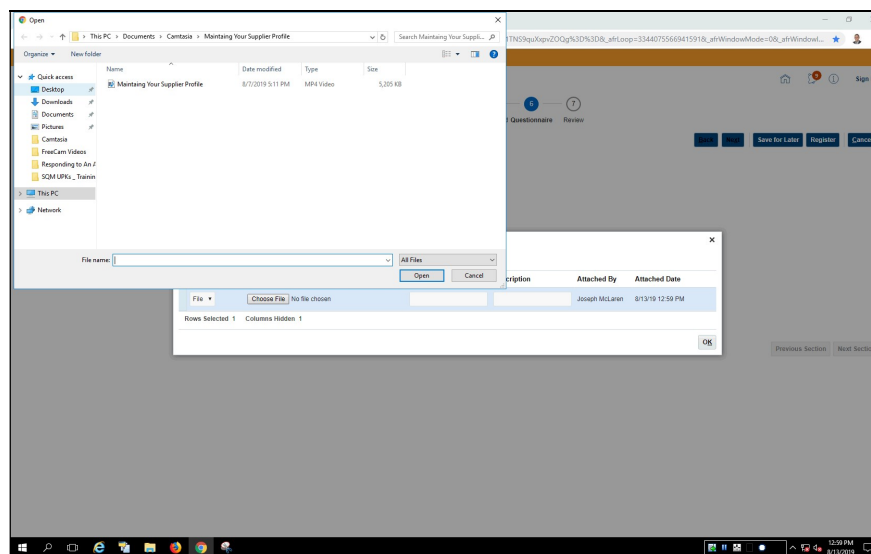 Open
This PC > Documents > Camtasia > Maintaing Your Supplier Profile
Search Maintaing Your Suppli...
Organize
New folder
Name
Date modified
Type
Size
Quick access
Desktop
Downloads
Documents
Pictures
Camtasia
FreeCam Videos
Responding to An A
SQM UPKs _ Trainin
This PC
Network
Maintaing Your Supplier Profile
8/7/2019 5:11 PM
MP4 Video
5,205 KB
File name:
All Files
Open
Cancel
Sign
6
7
Questionnaire
Review
Save for Later
Register
Cance
cription
Attached By
Attached Date
File
Choose File
No file chosen
Joseph McLaren
8/13/19 12:59 PM
Rows Selected 1
Columns Hidden 1
OK
Previous Section
Next Sectio
12:59 PM
8/13/2019